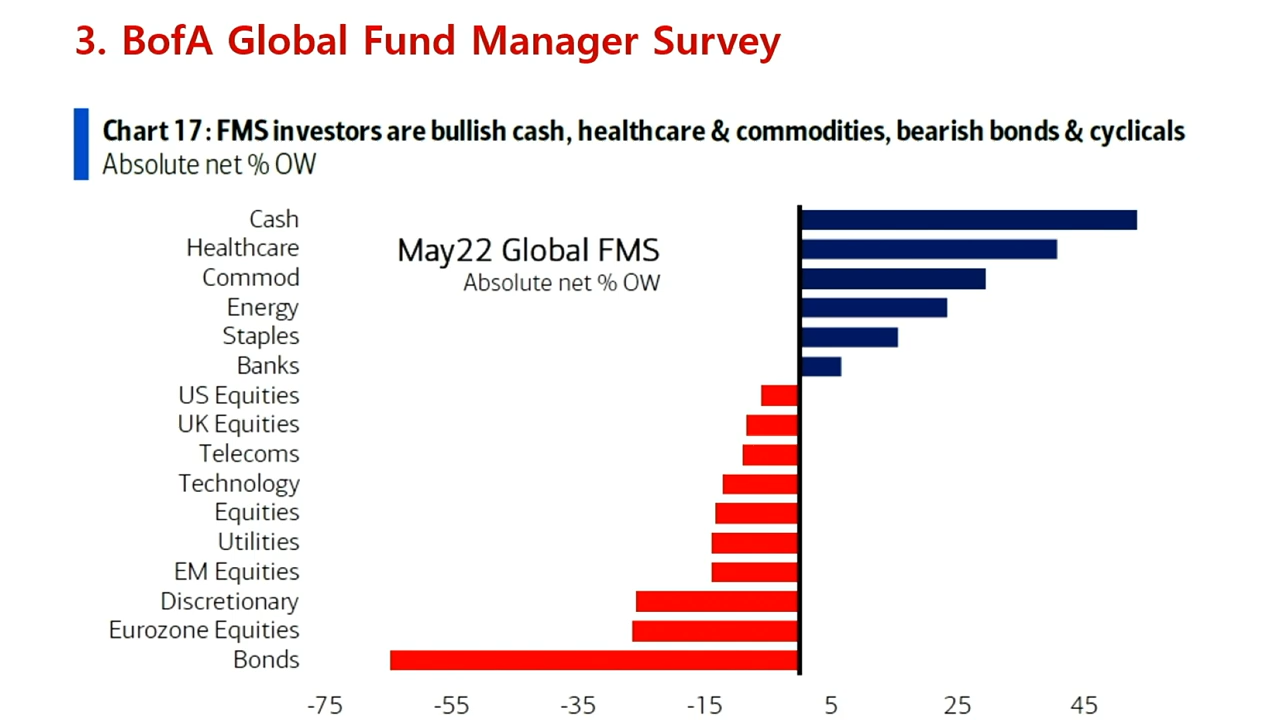 3. BofA Global Fund Manager Survey
Chart 17: FMS investors are bullish cash, healthcare & commodities, bearish bonds & cyclicals
Absolute net % OW
May22 Global FMS
Absolute net % OW
Cash
Healthcare
Commod
Energy
Staples
Banks
US Equities
UK Equities
Telecoms
Technology
Equities
Utilities
EM Equities
Discretionary
Eurozone Equities
Bonds
-75 -55 -35 -15 5 25 45